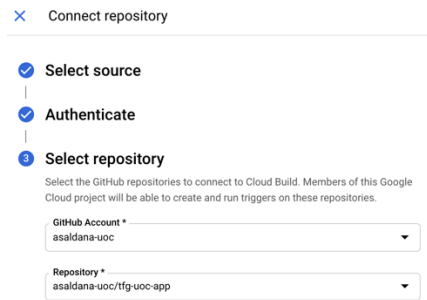 Connect repository
Select source
Authenticate
3 Select repository
Select the GitHub repositories to connect to Cloud Build. Members of this Google
Cloud project will be able to create and run triggers on these repositories.
GitHub Account *
asaldana-uoc
Repository *
asaldana-uoc/tfg-uoc-app